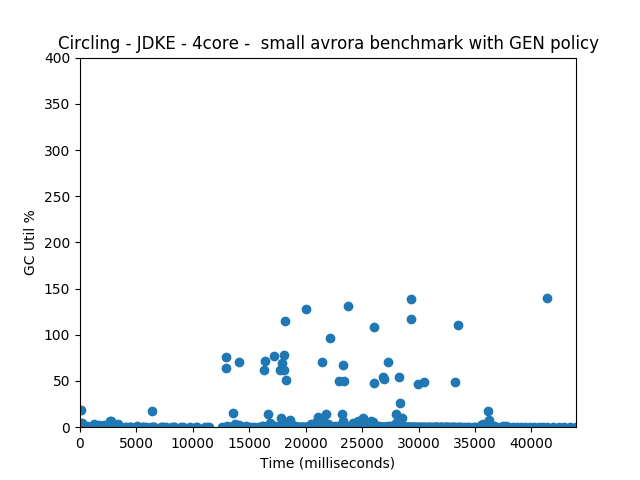 Circling - JDKE - 4core -  small avrora benchmark with GEN policy
400
350
300
250
200
150
100
50
0
GC Util %
0 5000 10000 15000 20000 25000 30000 35000 40000
Time (milliseconds)